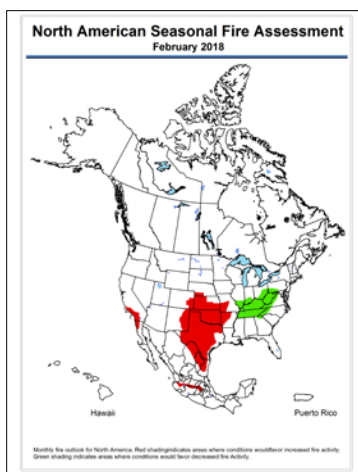 North American Seasonal Fire Assessment
February 2018
Hawaii
Puerto Rico
Monthly fire outlook for North America. Red shadingindicates areas where conditions wouldfavor increased fire activity.
Green shading indicates areas where conditions would favor decreased fire Activity.